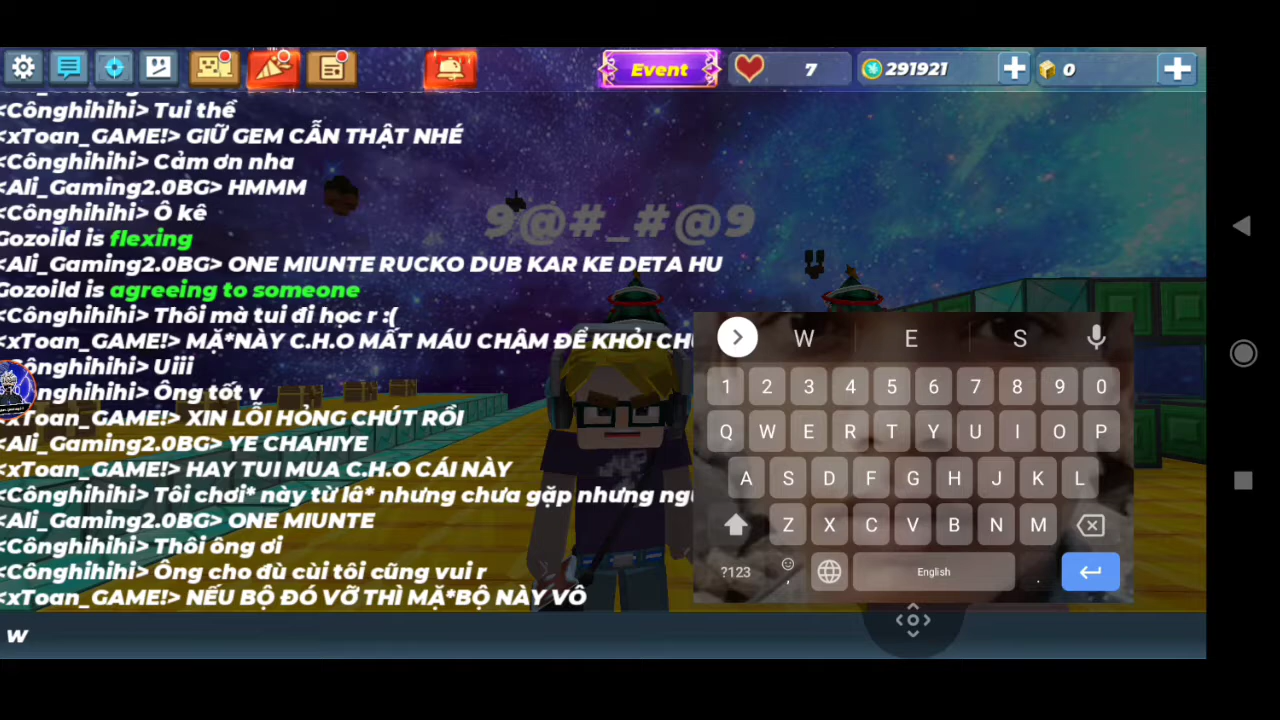 Event
7
291921
0
<Cônghihihi> Tui thề
<xToan_GAME!> GIỮ GEM CẪN THẬT NHÉ
<Cônghihihi> Cảm ơn nha
<Ali_Gaming2.0BG> HMMM
<Cônghihihi> Ô kê
9@#_#@9
Gozoild is flexing
<Ali_Gaming2.0BG> ONE MIUNTE RUCKO DUB KAR KE DETA HU
Gozoild is agreeing to someone
<Cônghihihi> Thôi mà tui đi học r :(
<xToan_GAME!> MẶ*NÀY C.H.O MẤT MÁU CHẬM ĐỂ KHỎI
Cônghihihi> Uiii
nghihihi> Ông tốt v
xToan_GAME!> XIN LỖI HỎNG CHÚT RỒI
<Ali_Gaming2.0BG> YE CHAHIYE
<xToan_GAME!> HAY TUI MUA C.H.O CÁI NÀY
<Cônghihihi> Tôi chơi* này từ lâ* nhưng chưa gặp nhưng
<Ali_Gaming2.0BG> ONE MIUNTE
<Cônghihihi> Thôi ông ơi
<Cônghihihi> Ông cho đù cùi tôi cũng vui r
<xToan_GAME!> NẾU BỘ ĐÓ VỠ THÌ MẶ*BỘ NÀY VÔ
w
W E S
1 2 3 4 5 6 7 8 9 0
Q W E R T Y U I O P
A S D F G H J K L
Z X C V B N M
?123 , English .